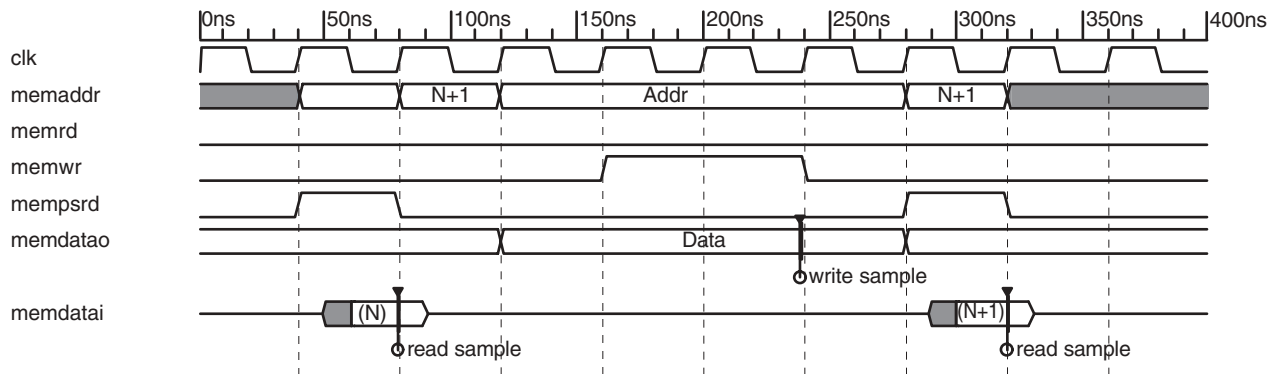 0ns 50ns 100ns 150ns 200ns 250ns 300ns 350ns 400ns
clk
memaddr N+1 Addr N+1
memrd
memwr
mempsrd
memdatao Data
write sample
memdatai (N) (N+1)
read sample read sample